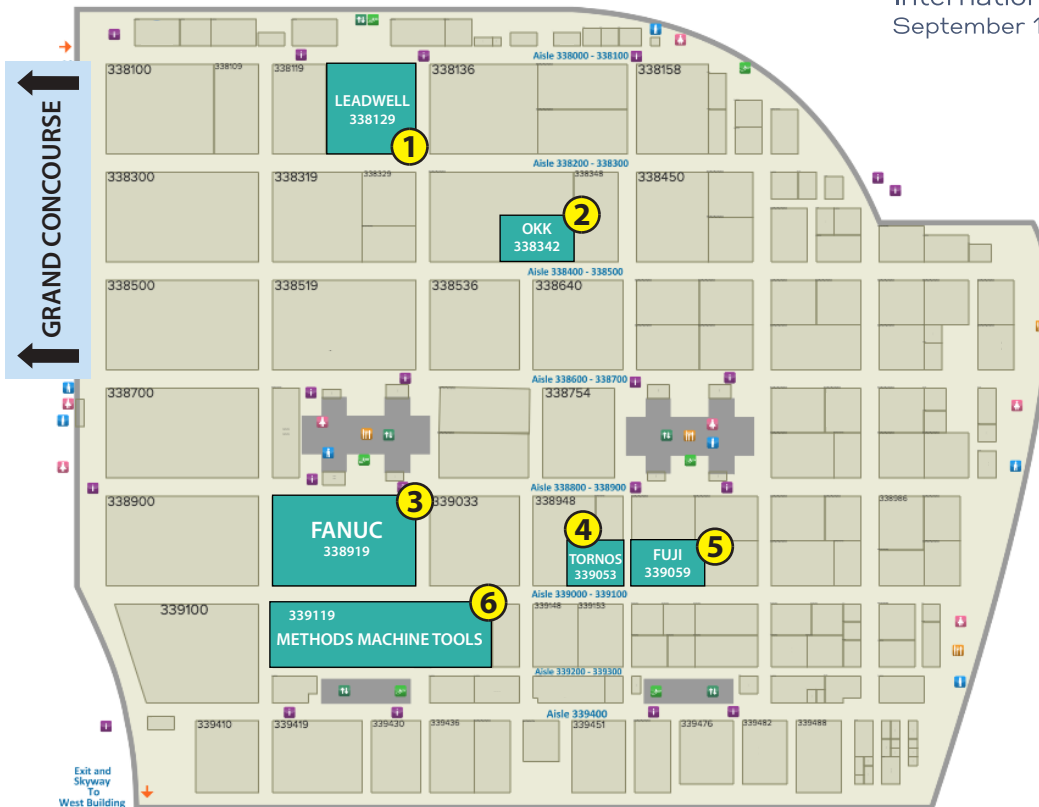 Internation
September 1
Aisle 338000 - 338100
338100
338109
338119
LEADWELL
338129
1
338136
338158
GRAND CONCOURSE
Aisle 338200 - 338300
338300
338319
338329
338348
338450
2
OKK
338342
Aisle 338400 - 338500
338500
338519
338536
338640
Aisle 338600 - 338700
338700
338754
Aisle 338800 - 338900
338900
3
FANUC
338919
339033
338948
4
TORNOS
339053
5
FUJI
339059
338986
Aisle 339000 - 339100
339100
6
339119
METHODS MACHINE TOOLS
339148
339153
Aisle 339200 - 339300
Aisle 339400
339410
339419
339430
339436
339451
339476
339482
339488
Exit and
Skyway
To
West Building